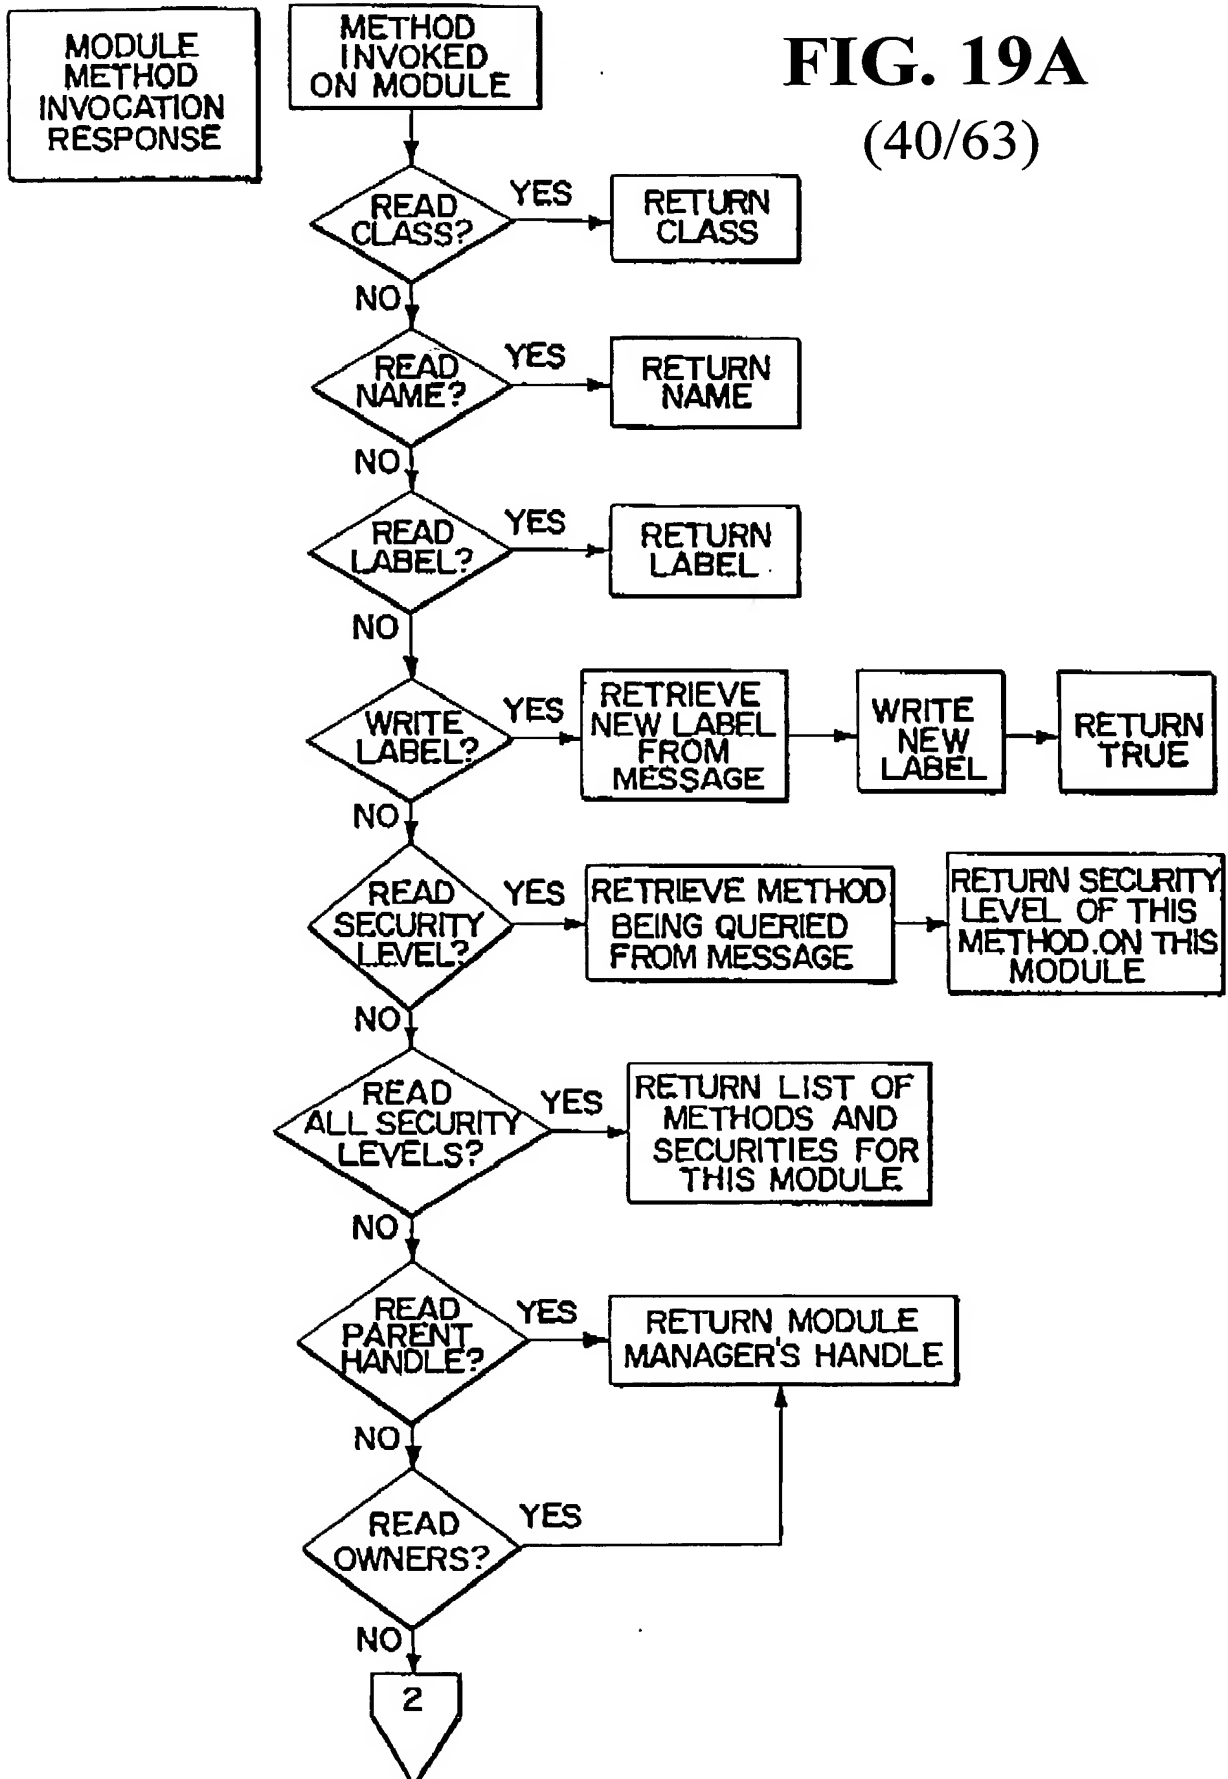 MODULE
METHOD
INVOCATION
RESPONSE
METHOD
INVOKED
ON MODULE
FIG. 19A
(40/63)
READ
CLASS?
YES
RETURN
CLASS
NO
READ
NAME?
YES
RETURN
NAME
NO
READ
LABEL?
YES
RETURN
LABEL
NO
WRITE
LABEL?
YES
RETRIEVE
NEW LABEL
FROM
MESSAGE
WRITE
NEW
LABEL
RETURN
TRUE
NO
READ
SECURITY
LEVEL?
YES
RETRIEVE METHOD
BEING QUERIED
FROM MESSAGE
RETURN SECURITY
LEVEL OF THIS
METHOD.ON THIS
MODULE
NO
READ
ALL SECURITY
LEVELS?
YES
RETURN LIST OF
METHODS AND
SECURITIES FOR
THIS MODULE
NO
READ
PARENT
HANDLE?
YES
RETURN MODULE
MANAGER'S HANDLE
NO
READ
OWNERS?
YES
NO
2